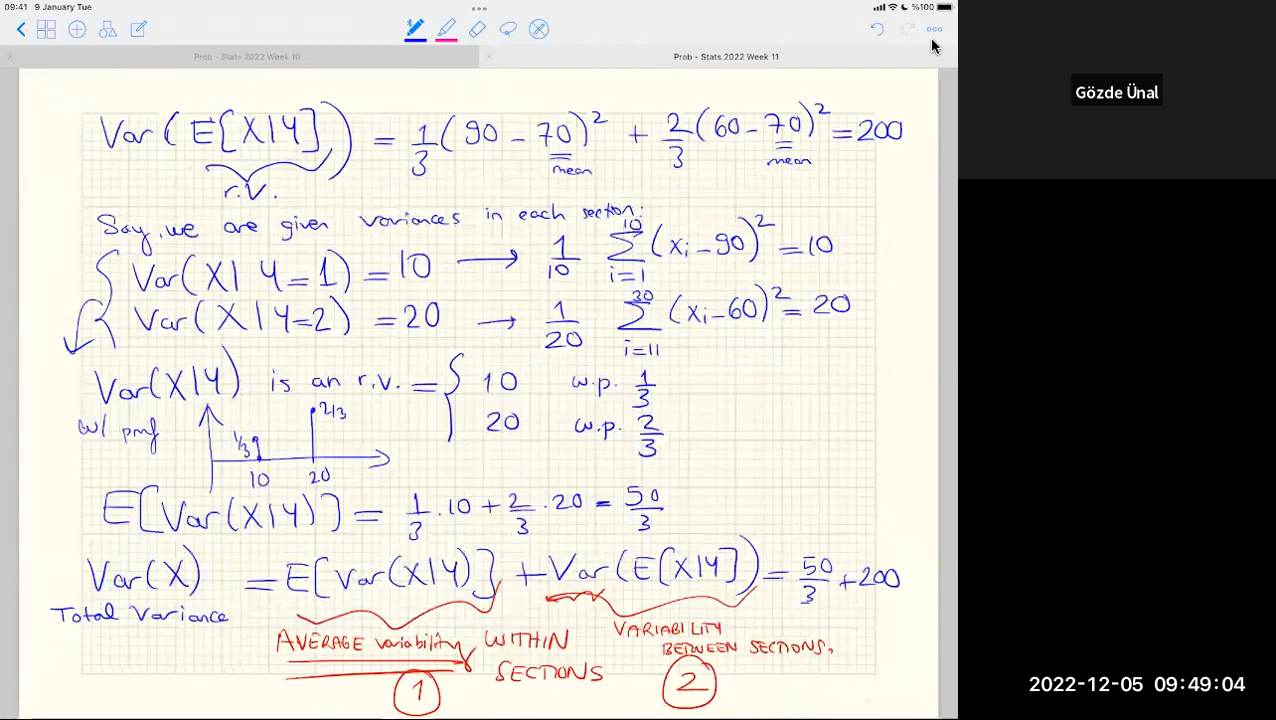 09:41 9 January Tue
%100
Prob - Stats 2022 Week 10
Prob - Stats 2022 Week 11
Gözde Ünal
Var(E[X|Y]) = 1/3 (90 - 70)² + 2/3 (60 - 70)² = 200
mean mean
r.v.
Say, we are given variances in each section:
Var(X|Y=1) = 10 → 1/10 ∑_{i=1}^{10} (xi - 90)² = 10
Var(X|Y=2) = 20 → 1/20 ∑_{i=11}^{30} (xi - 60)² = 20
Var(X|Y) is an r.v. = { 10 w.p. 1/3
20 w.p. 2/3
w/ pmf 1/3 2/3
10 20
E[Var(X|Y)] = 1/3 . 10 + 2/3 . 20 = 50/3
Var(X) = E[Var(X|Y)] + Var(E[X|Y]) = 50/3 + 200
Total Variance
AVERAGE variability WITHIN SECTIONS
1
VARIABILITY BETWEEN SECTIONS.
2
2022-12-05 09:49:04